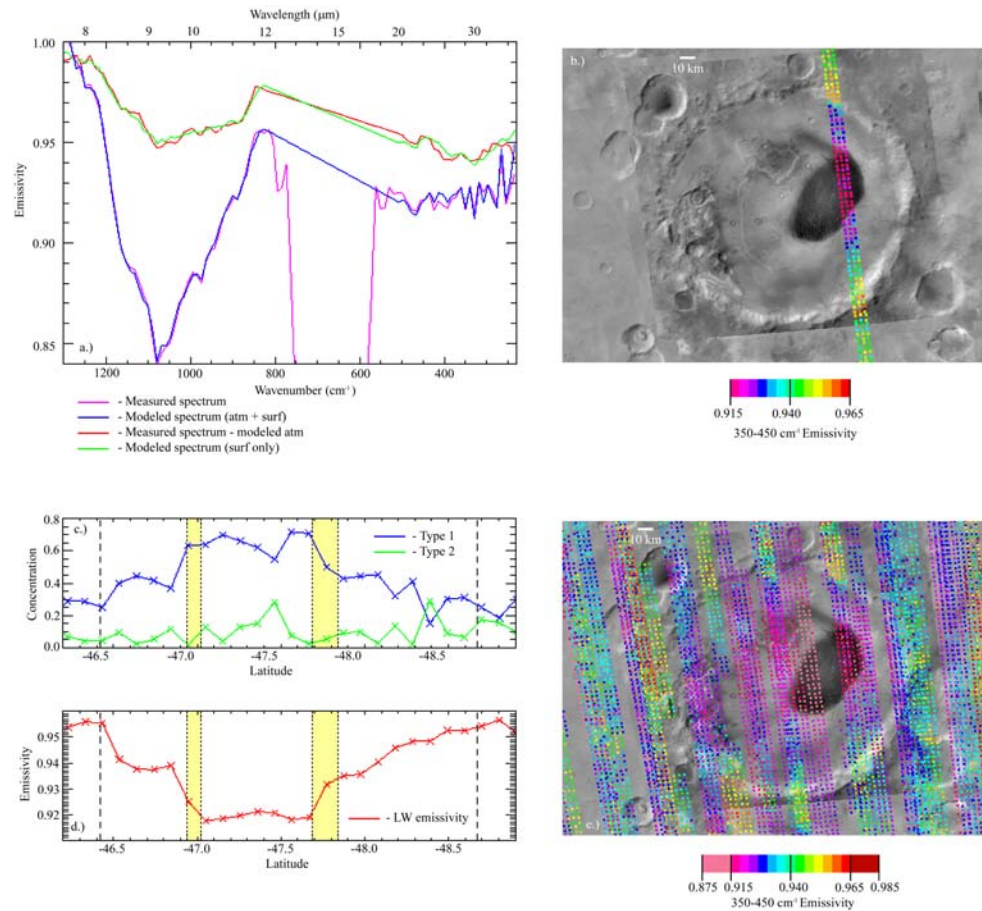 Wavelength (μm)
8 9 10 12 15 20 30
1.00
0.95
0.90
0.85
Emissivity
a.)
1200 1000 800 600 400
Wavenumber (cm⁻¹)
- Measured spectrum
- Modeled spectrum (atm + surf)
- Measured spectrum - modeled atm
- Modeled spectrum (surf only)
b.)
10 km
0.915 0.940 0.965
350-450 cm⁻¹ Emissivity
c.)
0.8
0.6
0.4
0.2
0.0
Concentration
- Type 1
- Type 2
-46.5 -47.0 -47.5 -48.0 -48.5
Latitude
0.95
0.94
0.93
0.92
Emissivity
d.)
- LW emissivity
-46.5 -47.0 -47.5 -48.0 -48.5
Latitude
10 km
e.)
0.875 0.915 0.940 0.965 0.985
350-450 cm⁻¹ Emissivity